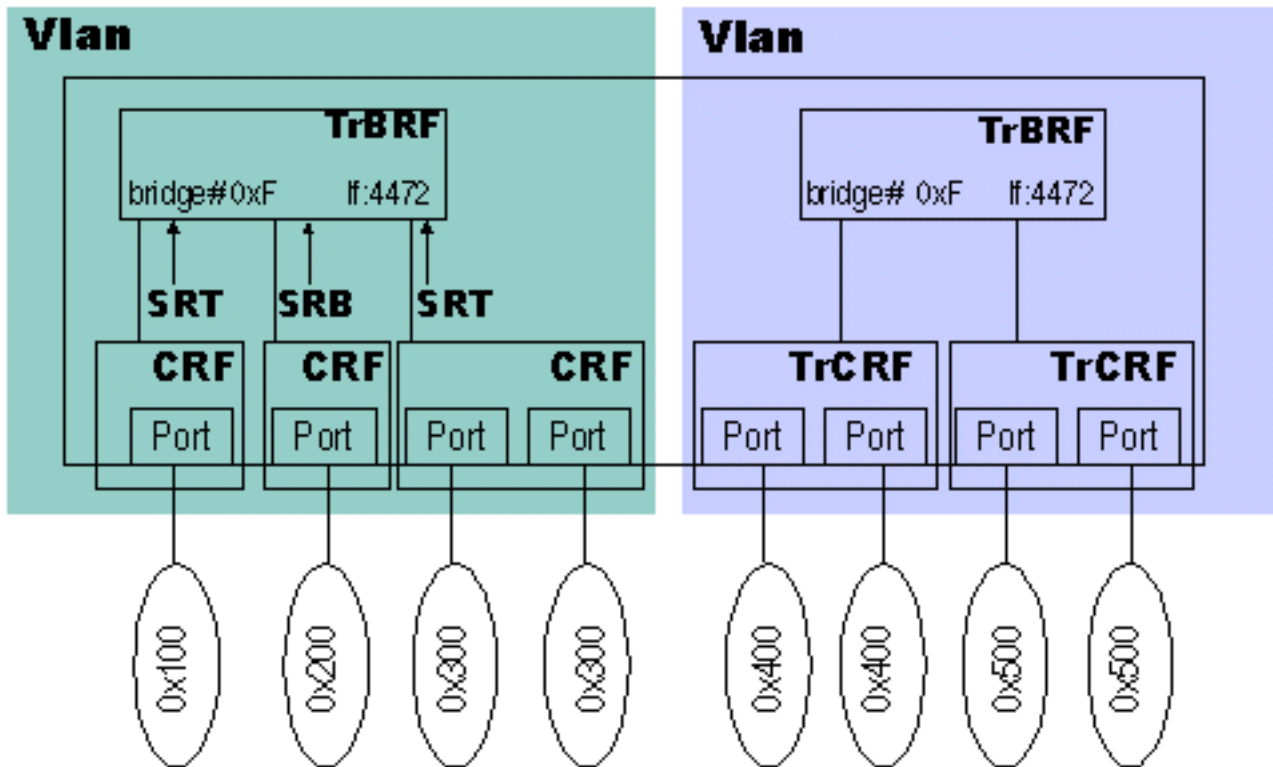 Vlan
Vlan
TrBRF
bridge# 0xF lf:4472
TrBRF
bridge# 0xF lf:4472
SRT SRB SRT
CRF CRF CRF TrCRF TrCRF
Port Port Port Port Port Port Port Port
0x100 0x200 0x300 0x300 0x400 0x400 0x500 0x500